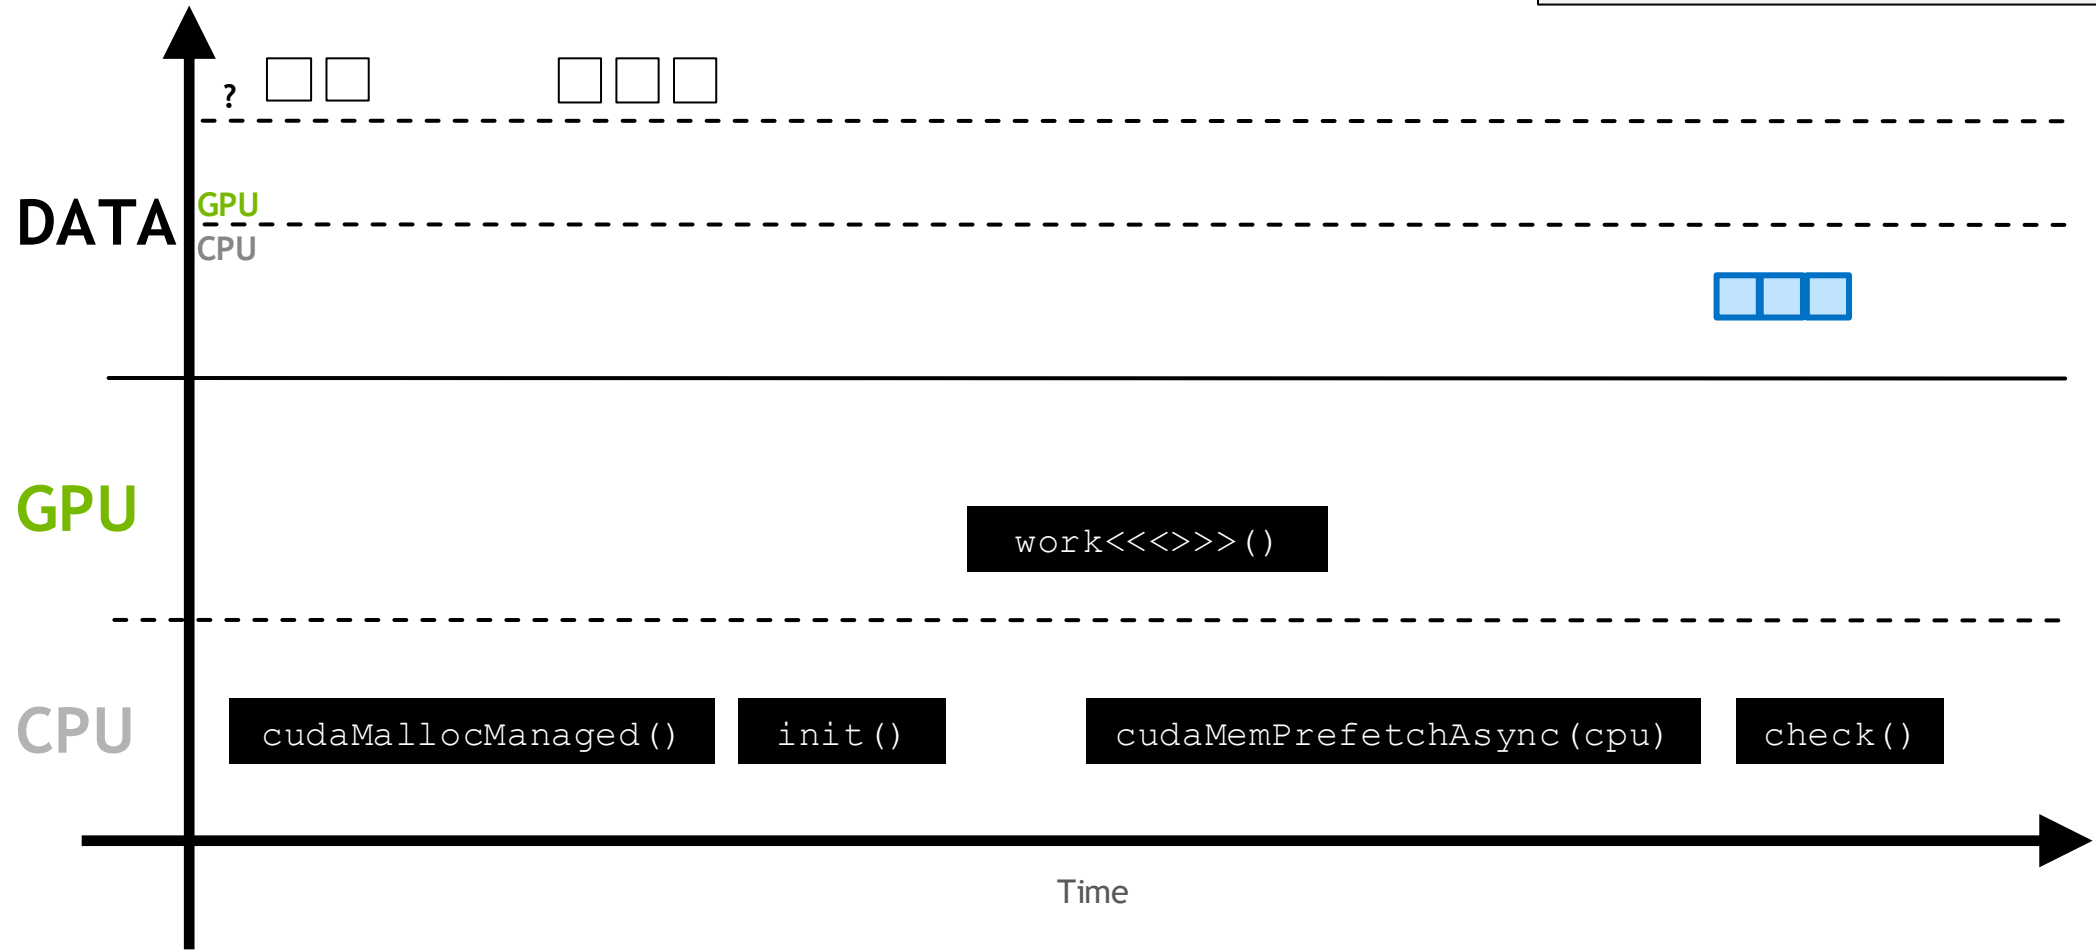 ?
GPU
DATA
CPU
GPU
work<<<>>>()
CPU
cudaMallocManaged() init() cudaMemPrefetchAsync(cpu) check()
Time